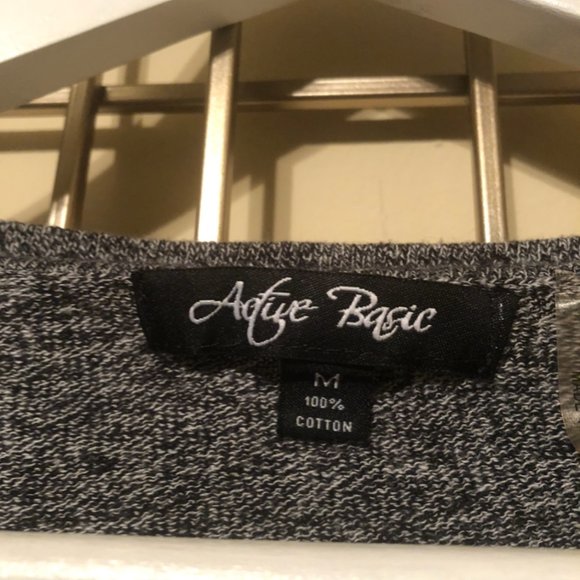 Active Basic
M
100%
COTTON